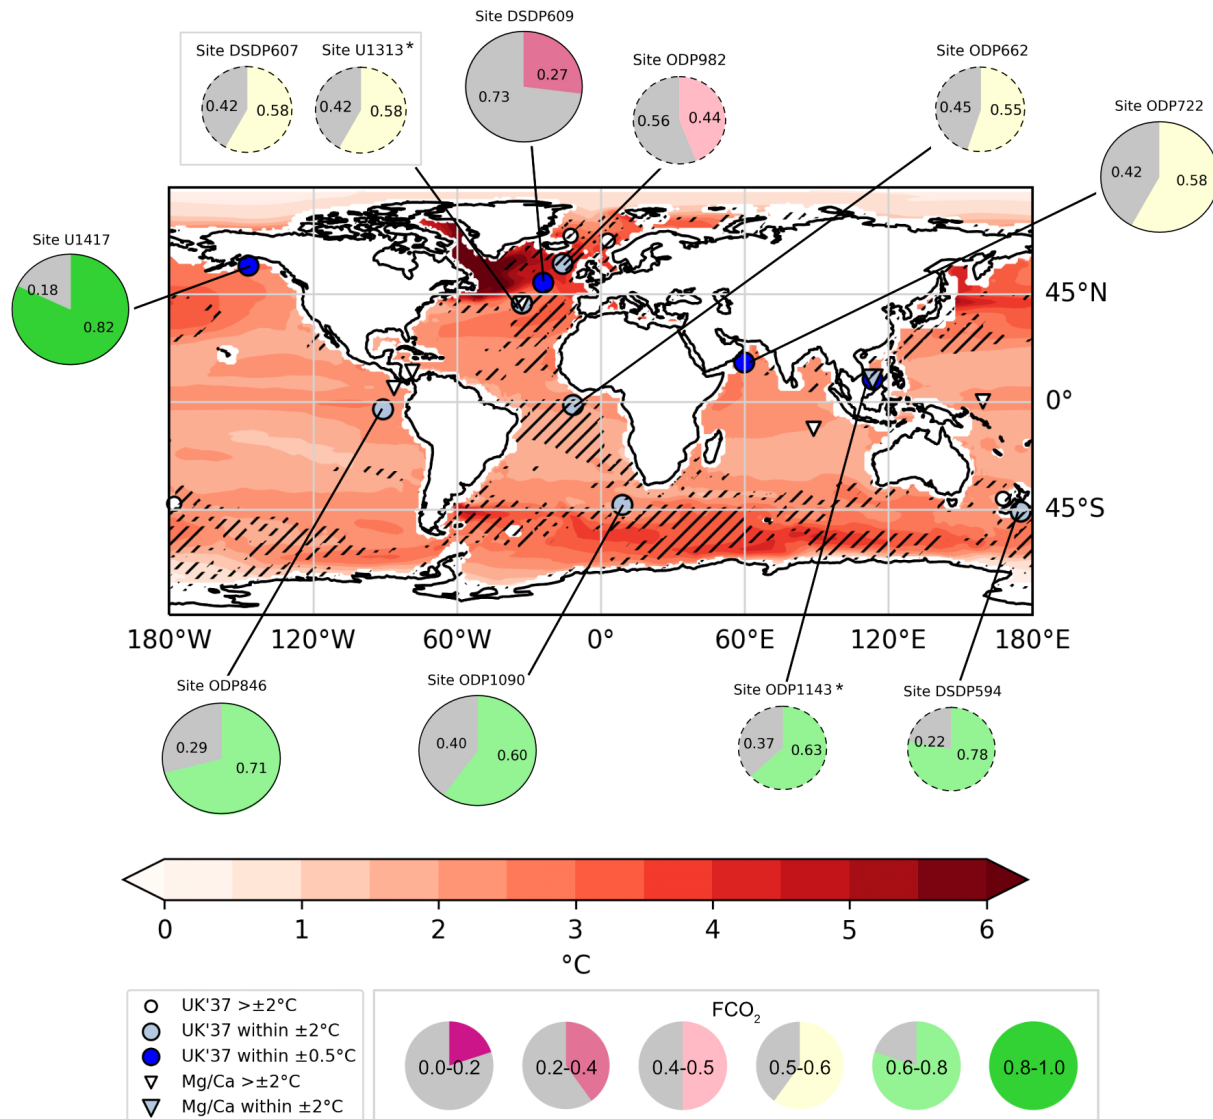 Site DSDP609
Site DSDP607
Site U1313*
Site ODP982
Site ODP662
Site ODP722
0.27
0.73
0.42
0.58
0.42
0.58
0.56
0.44
0.45
0.55
0.42
0.58
Site U1417
0.18
0.82
45°N
0°
45°S
180°W
120°W
60°W
0°
60°E
120°E
180°E
Site ODP846
Site ODP1090
Site ODP1143*
Site DSDP594
0.29
0.71
0.40
0.60
0.37
0.63
0.22
0.78
0
1
2
3
4
5
6
°C
UK'37 >±2°C
UK'37 within ±2°C
UK'37 within ±0.5°C
Mg/Ca >±2°C
Mg/Ca within ±2°C
FCO₂
0.0-0.2
0.2-0.4
0.4-0.5
0.5-0.6
0.6-0.8
0.8-1.0